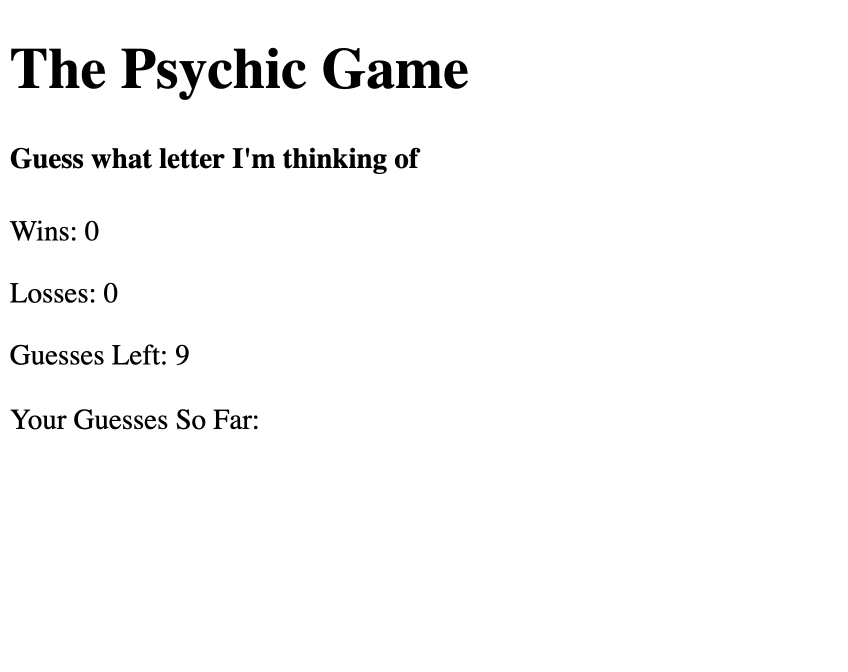 The Psychic Game
Guess what letter I'm thinking of
Wins: 0
Losses: 0
Guesses Left: 9
Your Guesses So Far: